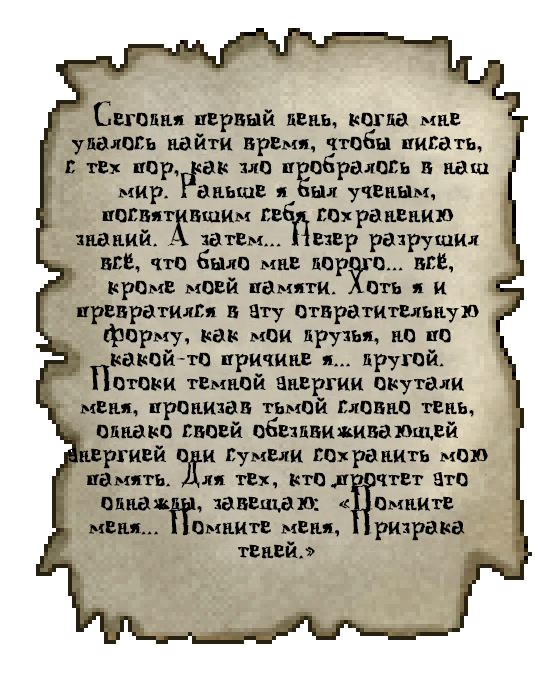 Сегодня первый день, когда мне
удалось найти время, чтобы писать,
с тех пор, как зло пробралось в наш
мир. Раньше я был ученым,
посвятившим себя сохранению
знаний. А затем... Пезер разрушил
всё, что было мне дорого... всё,
кроме моей памяти. Хоть я и
превратился в эту отвратительную
форму, как мои друзья, но по
какой-то причине я... другой.
Потоки темной энергии окутали
меня, пронизав тьмой словно тень,
однако своей обездвиживающей
энергией они сумели сохранить мою
память. Для тех, кто прочтет это
однажды, завещаю: «Помните
меня... Помните меня, Призрака
теней.»